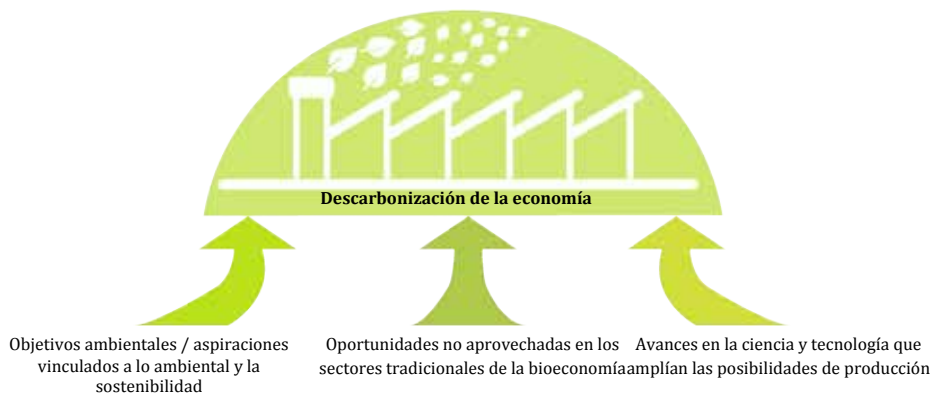 Descarbonización de la economía
Objetivos ambientales / aspiraciones
vinculados a lo ambiental y la
sostenibilidad
Oportunidades no aprovechadas en los
sectores tradicionales de la bioeconomía
Avances en la ciencia y tecnología que
amplían las posibilidades de producción